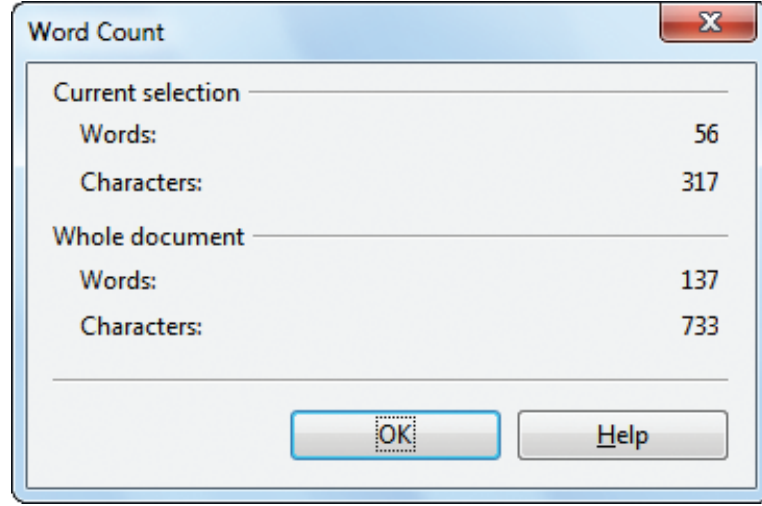 Word Count
Current selection
Words: 56
Characters: 317
Whole document
Words: 137
Characters: 733
OK Help